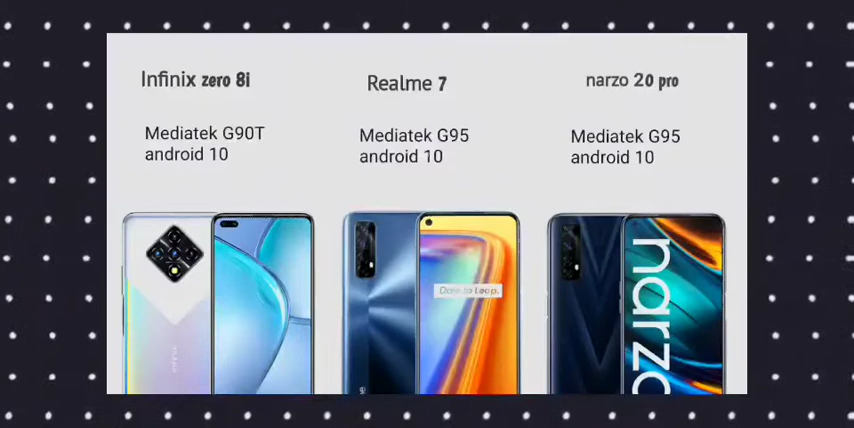 Infinix zero 8i
Realme 7
narzo 20 pro
Mediatek G90T
android 10
Mediatek G95
android 10
Mediatek G95
android 10
Dare to Leap.
narzo